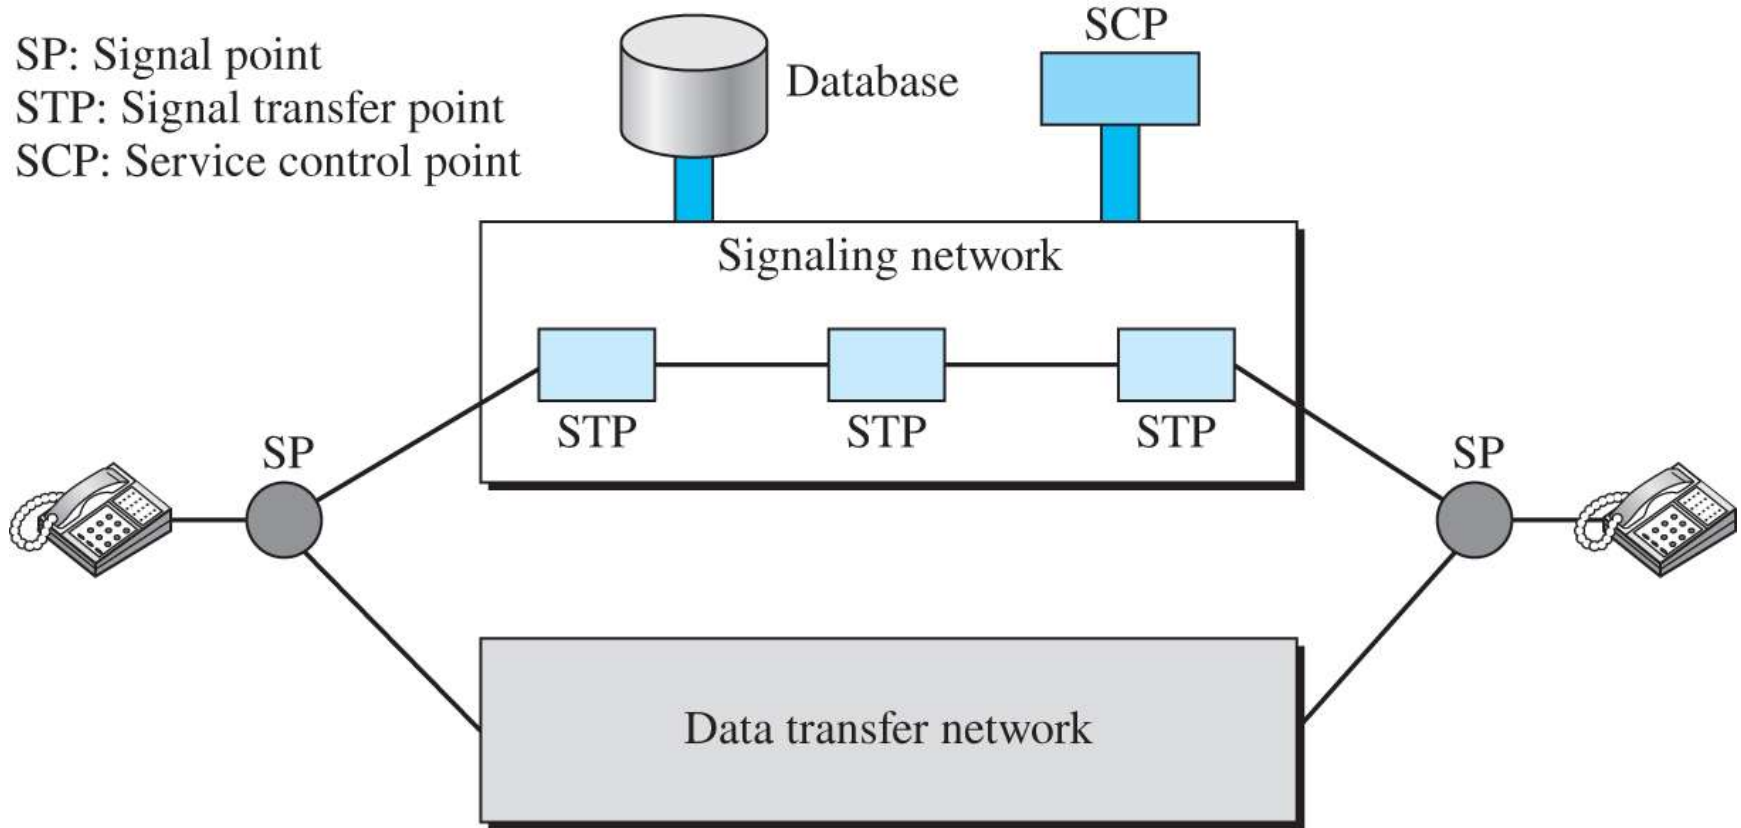 SP: Signal point
STP: Signal transfer point
SCP: Service control point
Database
SCP
Signaling network
STP
STP
STP
SP
SP
Data transfer network